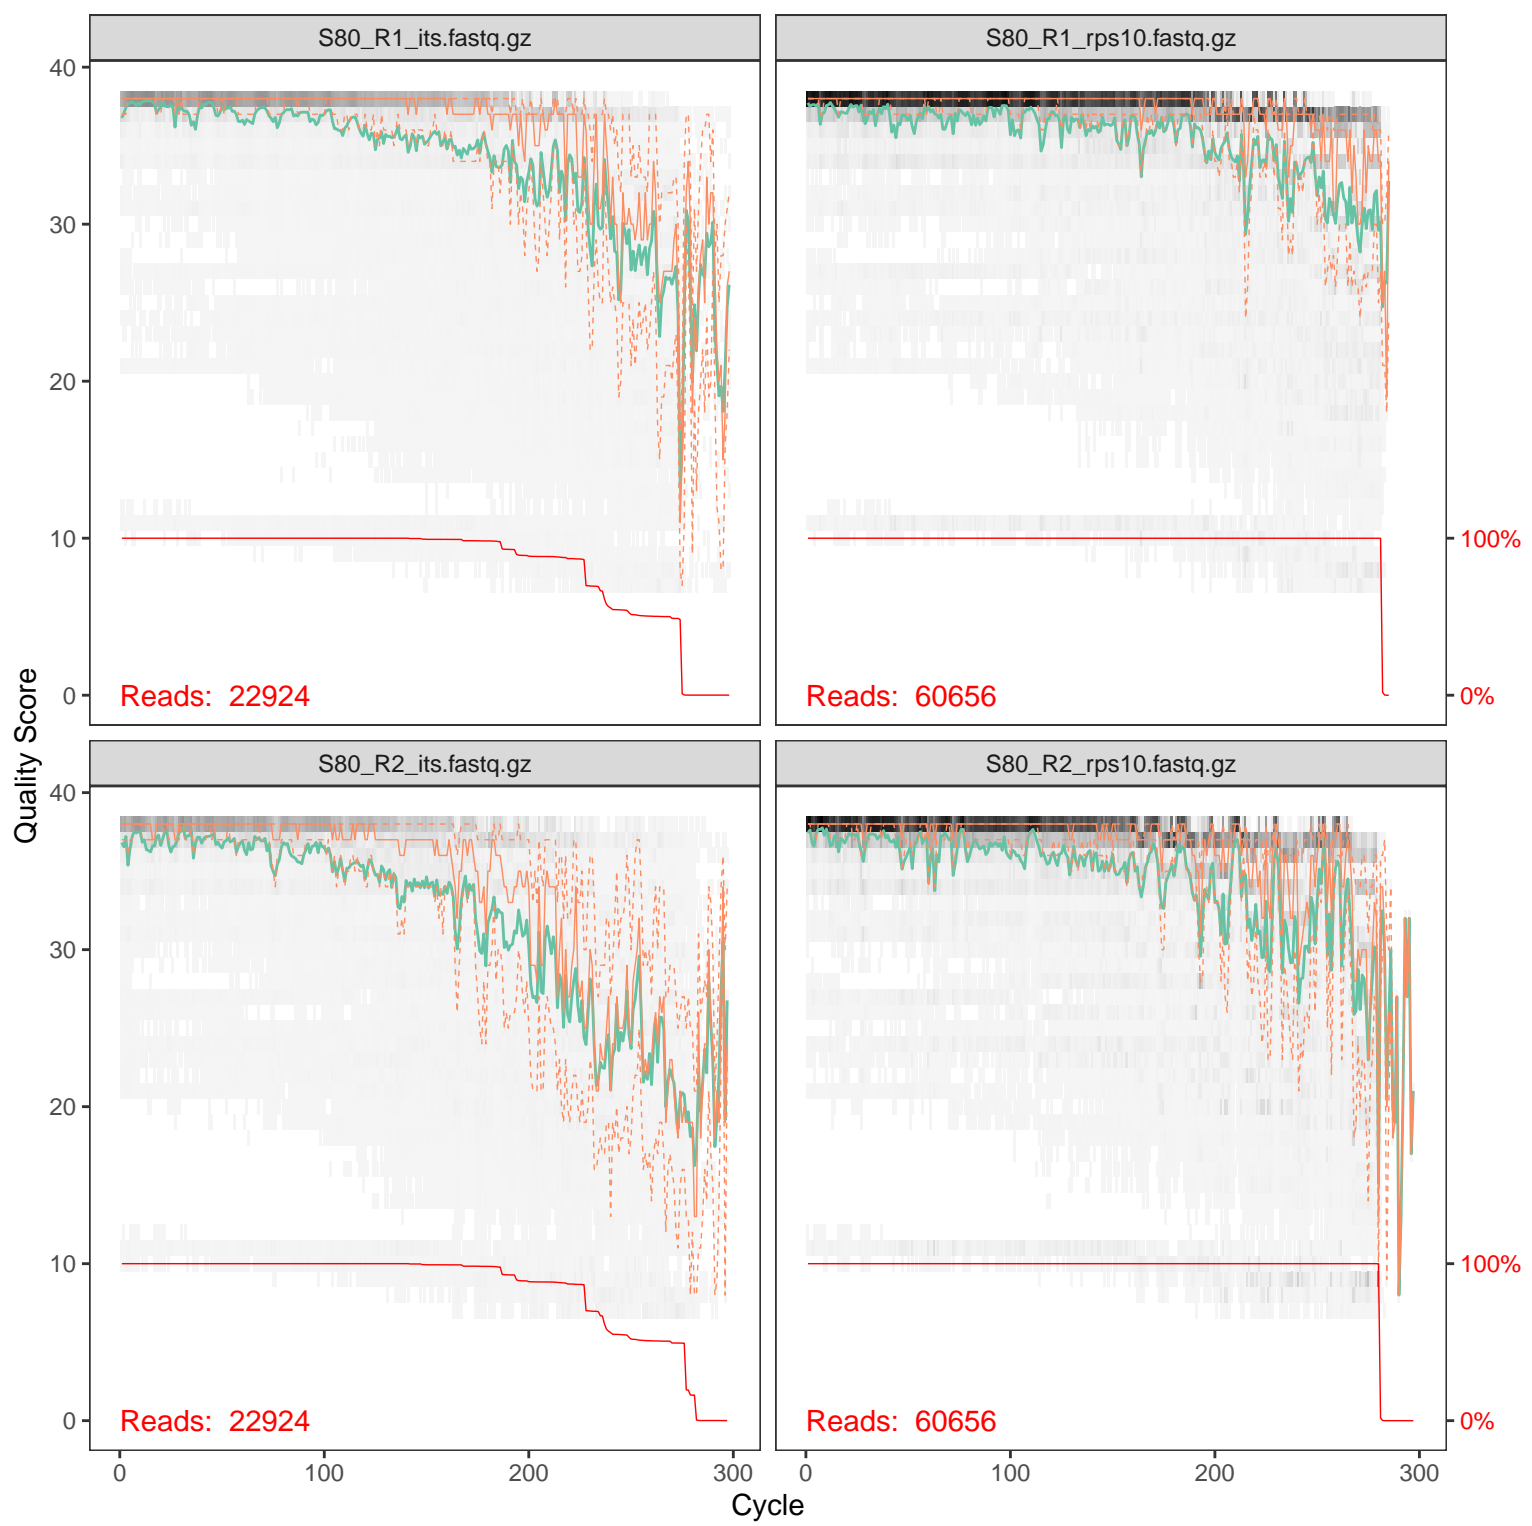 S80_R1_its.fastq.gz
S80_R1_rps10.fastq.gz
40
30
20
10
0
Reads: 22924
Reads: 60656
100%
0%
Quality Score
S80_R2_its.fastq.gz
S80_R2_rps10.fastq.gz
40
30
20
10
0
Reads: 22924
Reads: 60656
100%
0%
0 100 200 300
0 100 200 300
Cycle